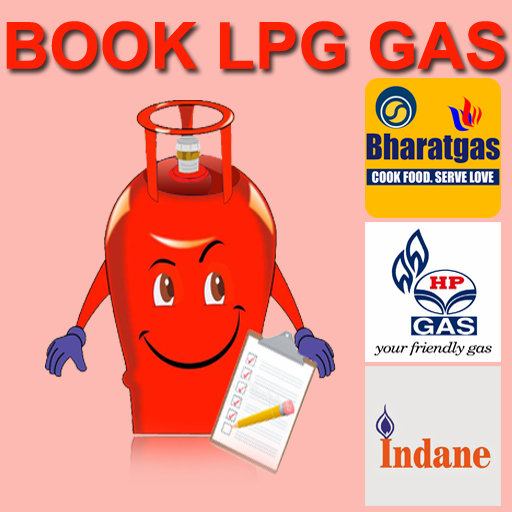 BOOK LPG GAS
Bharatgas
COOK FOOD. SERVE LOVE
HP
GAS
your friendly gas
Indane